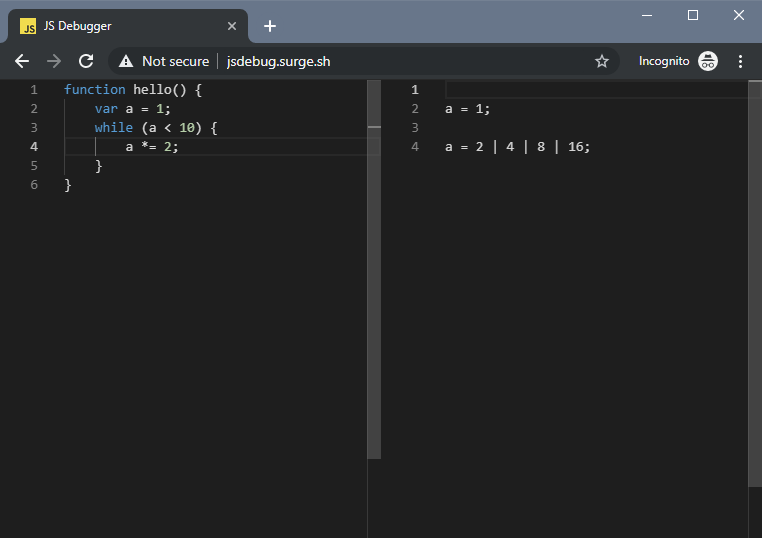 JS JS Debugger
Not secure jsdebug.surge.sh Incognito
1 function hello() {
2 var a = 1;
3 while (a < 10) {
4 a *= 2;
5 }
6 }
1
2 a = 1;
3
4 a = 2 | 4 | 8 | 16;